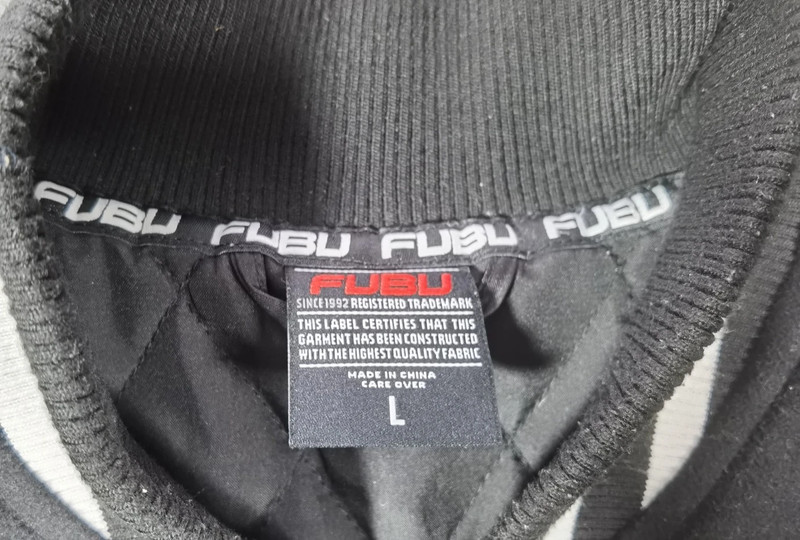 FUBU FUBU FUBU FUBU
FUBU
SINCE 1992 REGISTERED TRADEMARK
THIS LABEL CERTIFIES THAT THIS
GARMENT HAS BEEN CONSTRUCTED
WITH THE HIGHEST QUALITY FABRIC
MADE IN CHINA
CARE OVER
L